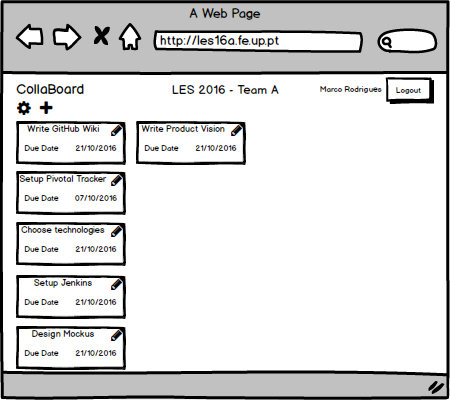 A Web Page
http://les16a.fe.up.pt
CollaBoard
LES 2016 - Team A
Marco Rodrigues
Logout
Write GitHub Wiki
Due Date 21/10/2016
Write Product Vision
Due Date 21/10/2016
Setup Pivotal Tracker
Due Date 07/10/2016
Choose technologies
Due Date 21/10/2016
Setup Jenkins
Due Date 21/10/2016
Design Mockus
Due Date 21/10/2016